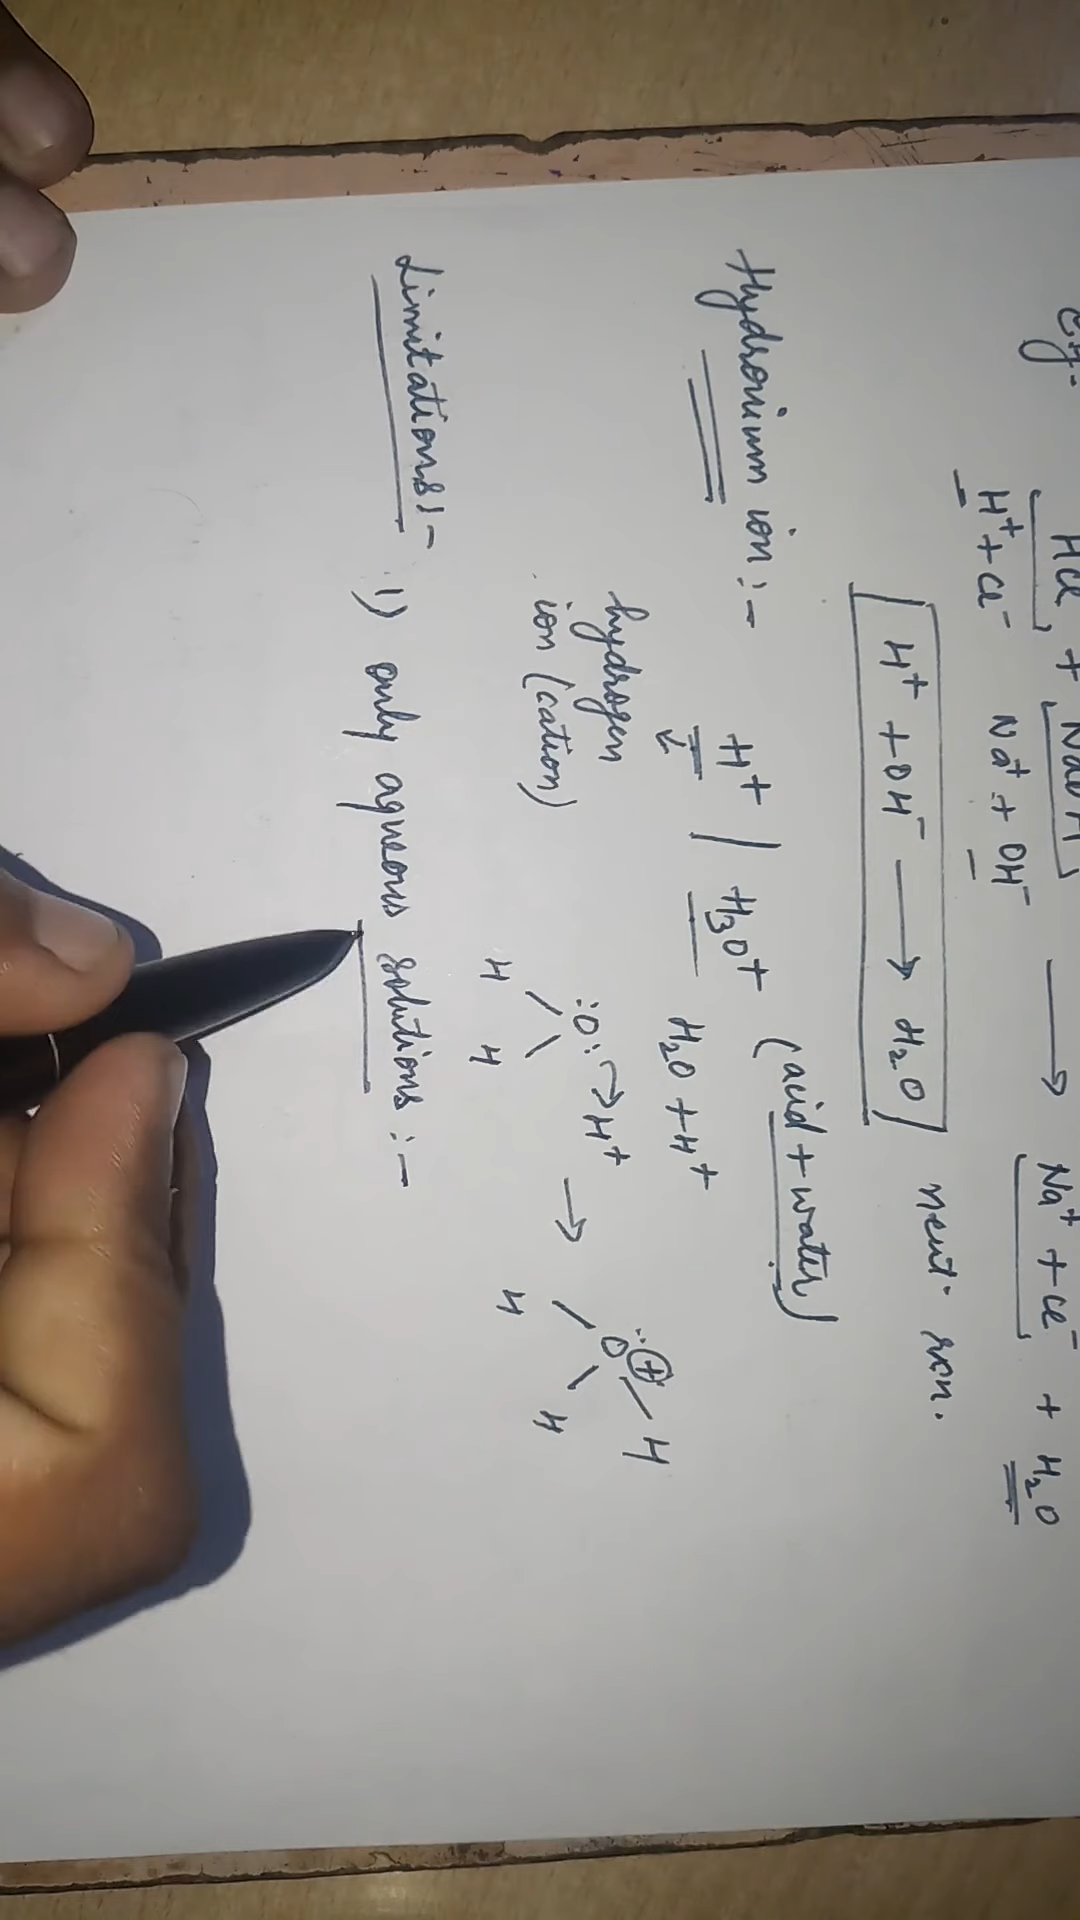 Eg.
HCl + NaOH ⟶ Na⁺ + Cl⁻ + H₂O
H⁺ + Cl⁻ Na⁺ + OH⁻
H⁺ + OH⁻ ⟶ H₂O neut. rxn.
Hydronium ion :- H⁺ / H₃O⁺ (acid + water)
hydrogen ion (cation)
H₂O + H⁺
:Ö: → H⁺ → Ö ⊕ H
H H H H
Limitations :- 1) only aqueous solutions :-